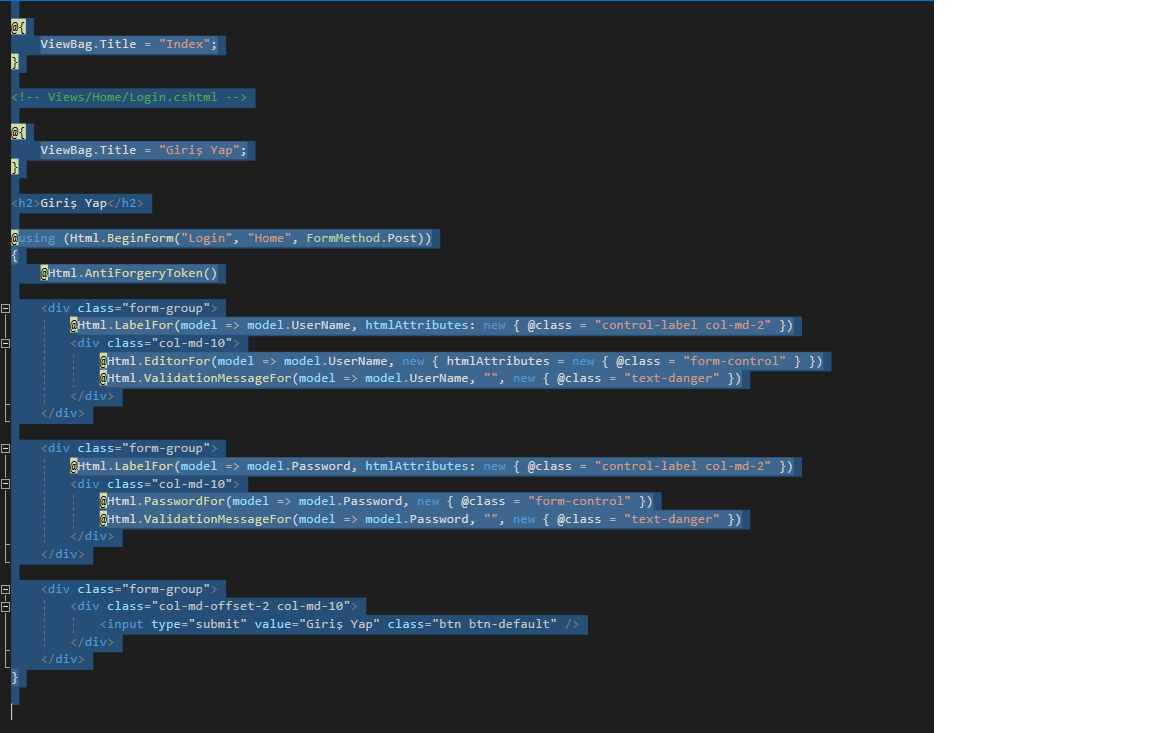 @{
    ViewBag.Title = "Index";
}
<!-- Views/Home/Login.cshtml -->
@{
    ViewBag.Title = "Giriş Yap";
}
<h2>Giriş Yap</h2>
@using (Html.BeginForm("Login", "Home", FormMethod.Post))
{
    @Html.AntiForgeryToken()
    <div class="form-group">
        @Html.LabelFor(model => model.UserName, htmlAttributes: new { @class = "control-label col-md-2" })
        <div class="col-md-10">
            @Html.EditorFor(model => model.UserName, new { htmlAttributes = new { @class = "form-control" } })
            @Html.ValidationMessageFor(model => model.UserName, "", new { @class = "text-danger" })
        </div>
    </div>
    <div class="form-group">
        @Html.LabelFor(model => model.Password, htmlAttributes: new { @class = "control-label col-md-2" })
        <div class="col-md-10">
            @Html.PasswordFor(model => model.Password, new { @class = "form-control" })
            @Html.ValidationMessageFor(model => model.Password, "", new { @class = "text-danger" })
        </div>
    </div>
    <div class="form-group">
        <div class="col-md-offset-2 col-md-10">
            <input type="submit" value="Giriş Yap" class="btn btn-default" />
        </div>
    </div>
}